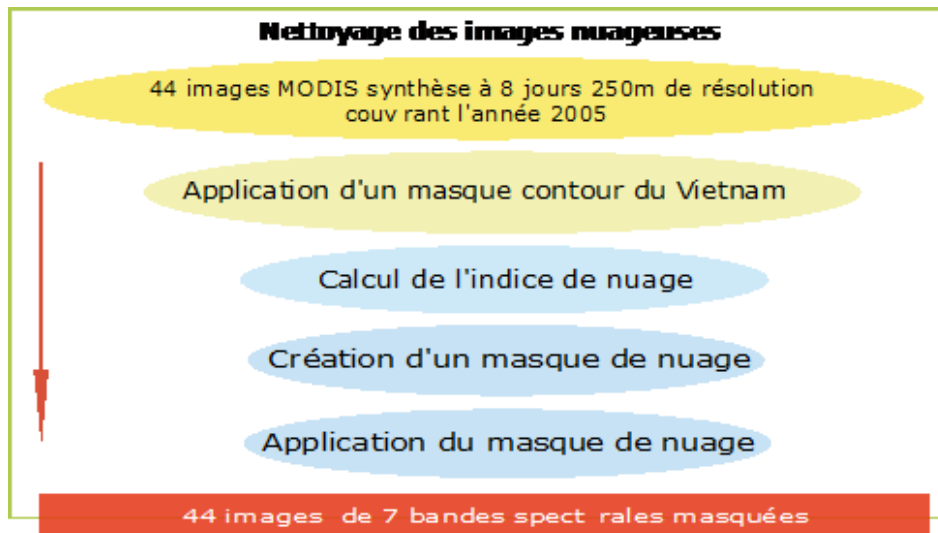 Nettoyage des images nuageuses
44 images MODIS synthèse à 8 jours 250m de résolution
couv rant l'année 2005
Application d'un masque contour du Vietnam
Calcul de l'indice de nuage
Création d'un masque de nuage
Application du masque de nuage
44 images de 7 bandes spect rales masquées